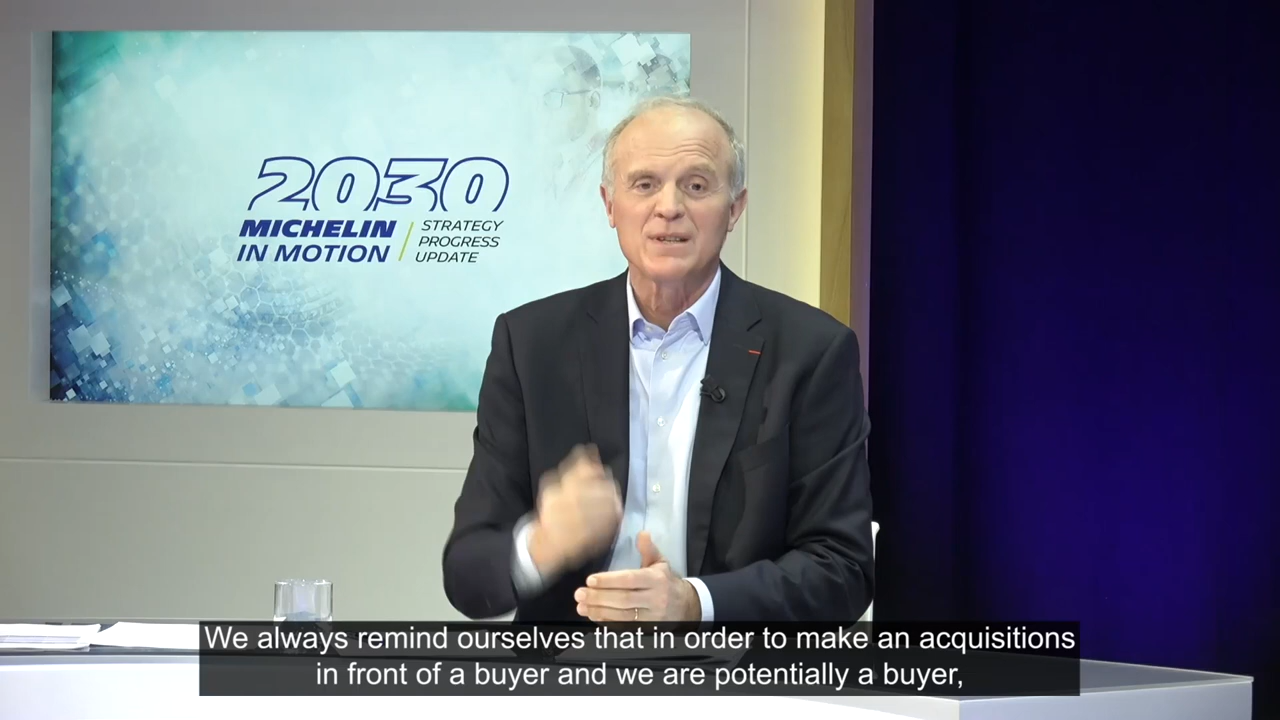 2030
MICHELIN
IN MOTION
STRATEGY
PROGRESS
UPDATE
We always remind ourselves that in order to make an acquisitions
in front of a buyer and we are potentially a buyer,